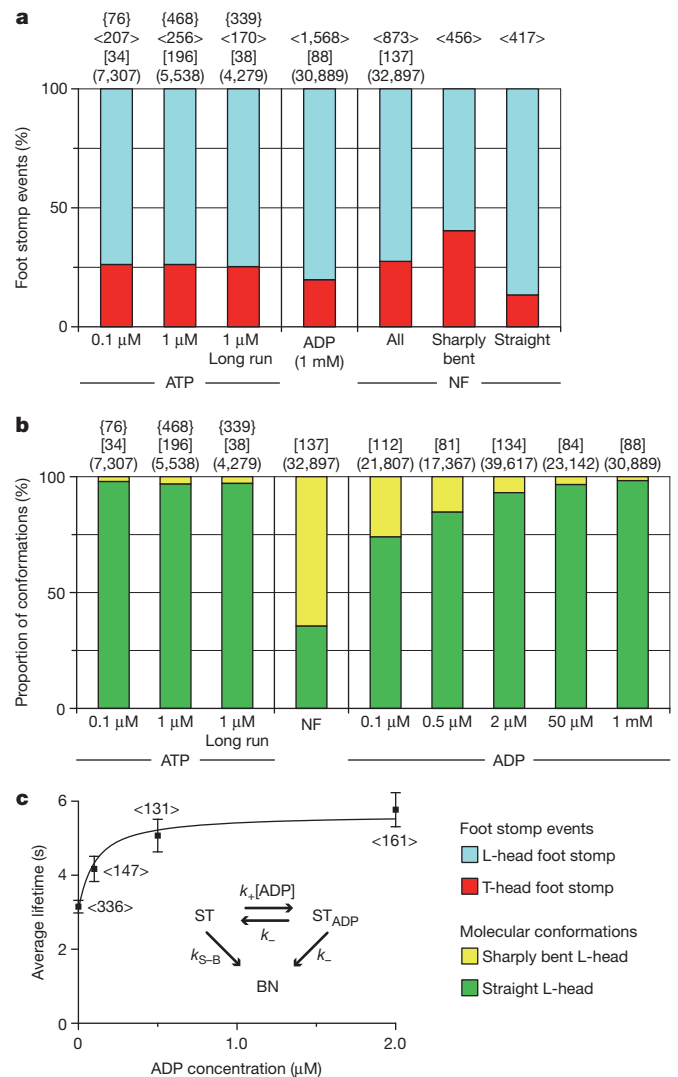 a
{76} {468} {339}
<207> <256> <170> <1,568> <873> <456> <417>
[34] [196] [38] [88] [137]
(7,307) (5,538) (4,279) (30,889) (32,897)
Foot stomp events (%)
100
50
0
0.1 μM 1 μM 1 μM ADP All Sharply Straight
Long run (1 mM) bent
ATP NF
b
{76} {468} {339}
[34] [196] [38] [137] [112] [81] [134] [84] [88]
(7,307) (5,538) (4,279) (32,897) (21,807) (17,367) (39,617) (23,142) (30,889)
Proportion of conformations (%)
100
50
0
0.1 μM 1 μM 1 μM NF 0.1 μM 0.5 μM 2 μM 50 μM 1 mM
Long run
ATP ADP
c
Average lifetime (s)
6
4
2
0
<336> <147> <131> <161>
k+[ADP]
ST STADP
k–
kS–B k–
BN
0 1.0 2.0
ADP concentration (μM)
Foot stomp events
L-head foot stomp
T-head foot stomp
Molecular conformations
Sharply bent L-head
Straight L-head